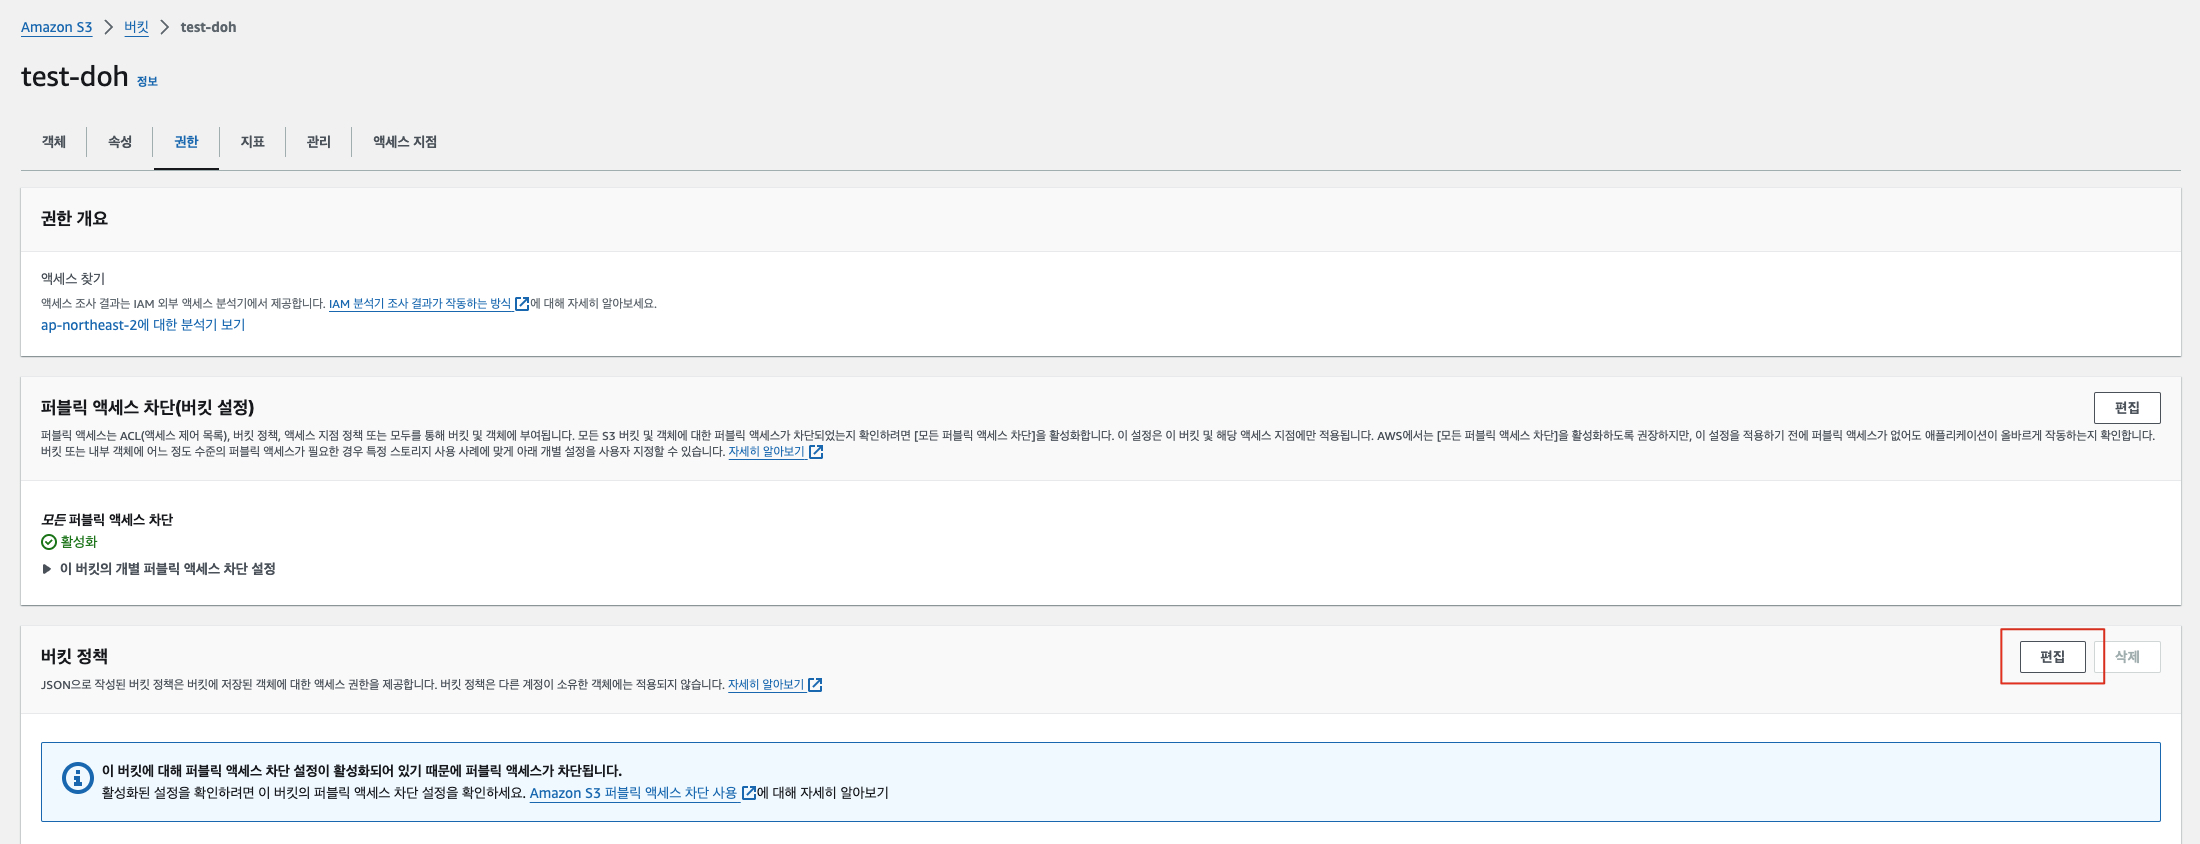 Amazon S3 버킷 test-doh
test-doh 정보
객체 속성 권한 지표 관리 액세스 지점
권한 개요
액세스 찾기
액세스 조사 결과는 IAM 외부 액세스 분석기에서 제공합니다. IAM 분석기 조사 결과가 작동하는 방식 에 대해 자세히 알아보세요.
ap-northeast-2에 대한 분석기 보기
퍼블릭 액세스 차단(버킷 설정) 편집
퍼블릭 액세스는 ACL(액세스 제어 목록), 버킷 정책, 액세스 지점 정책 또는 모두를 통해 버킷 및 객체에 부여됩니다. 모든 S3 버킷 및 객체에 대한 퍼블릭 액세스가 차단되었는지 확인하려면 [모든 퍼블릭 액세스 차단]을 활성화합니다. 이 설정은 이 버킷 및 해당 액세스 지점에만 적용됩니다. AWS에서는 [모든 퍼블릭 액세스 차단]을 활성화하도록 권장하지만, 이 설정을 적용하기 전에 퍼블릭 액세스가 없어도 애플리케이션이 올바르게 작동하는지 확인합니다.
버킷 또는 내부 객체에 어느 정도 수준의 퍼블릭 액세스가 필요한 경우 특정 스토리지 사용 사례에 맞게 아래 개별 설정을 사용자 지정할 수 있습니다. 자세히 알아보기
모든 퍼블릭 액세스 차단
활성화
이 버킷의 개별 퍼블릭 액세스 차단 설정
버킷 정책 편집 삭제
JSON으로 작성된 버킷 정책은 버킷에 저장된 객체에 대한 액세스 권한을 제공합니다. 버킷 정책은 다른 계정이 소유한 객체에는 적용되지 않습니다. 자세히 알아보기
이 버킷에 대해 퍼블릭 액세스 차단 설정이 활성화되어 있기 때문에 퍼블릭 액세스가 차단됩니다.
활성화된 설정을 확인하려면 이 버킷의 퍼블릭 액세스 차단 설정을 확인하세요. Amazon S3 퍼블릭 액세스 차단 사용 에 대해 자세히 알아보기